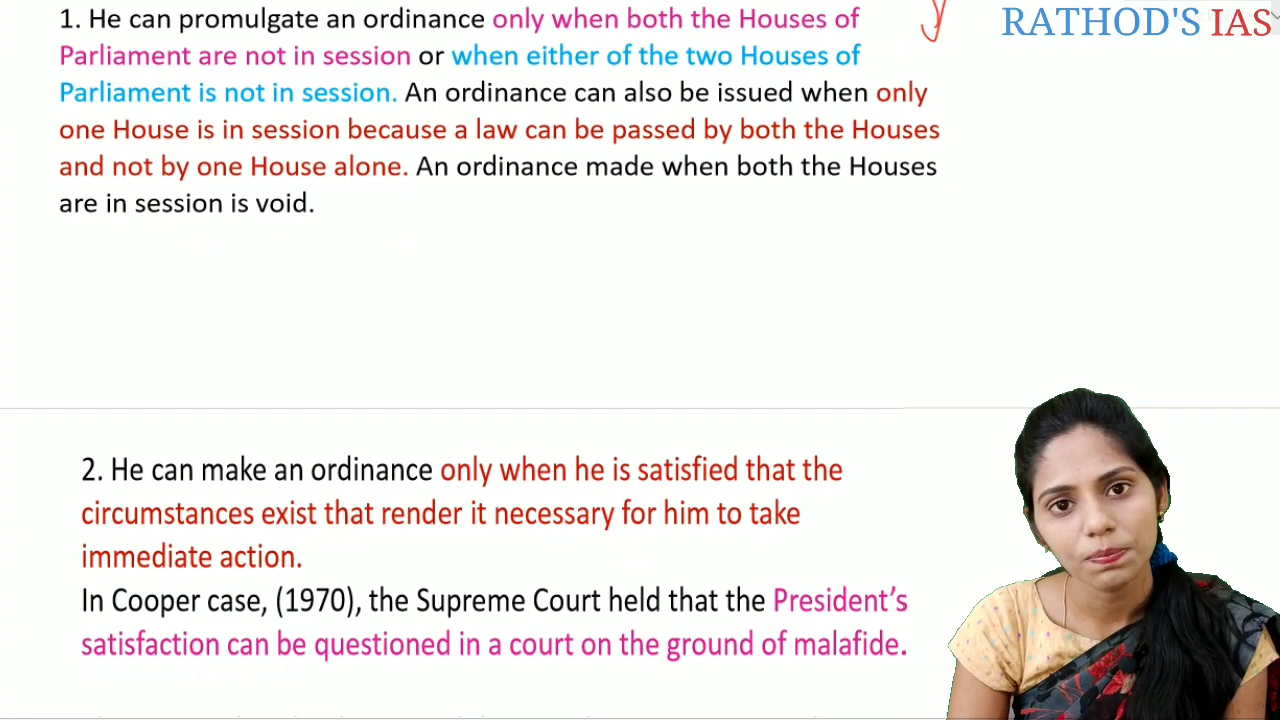 RATHOD'S IAS
1. He can promulgate an ordinance only when both the Houses of
Parliament are not in session or when either of the two Houses of
Parliament is not in session. An ordinance can also be issued when only
one House is in session because a law can be passed by both the Houses
and not by one House alone. An ordinance made when both the Houses
are in session is void.
2. He can make an ordinance only when he is satisfied that the
circumstances exist that render it necessary for him to take
immediate action.
In Cooper case, (1970), the Supreme Court held that the President’s
satisfaction can be questioned in a court on the ground of malafide.